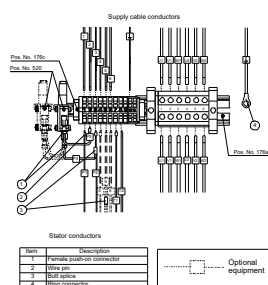 Supply cable conductors
Pos. No. 176c
Pos. No. 520
4
Pos. No. 176a
1
2
3
Stator conductors
Item Description
1 Female push-on connector
2 Wire pin
3 Butt splice
4 Ring connector
Optional
equipment